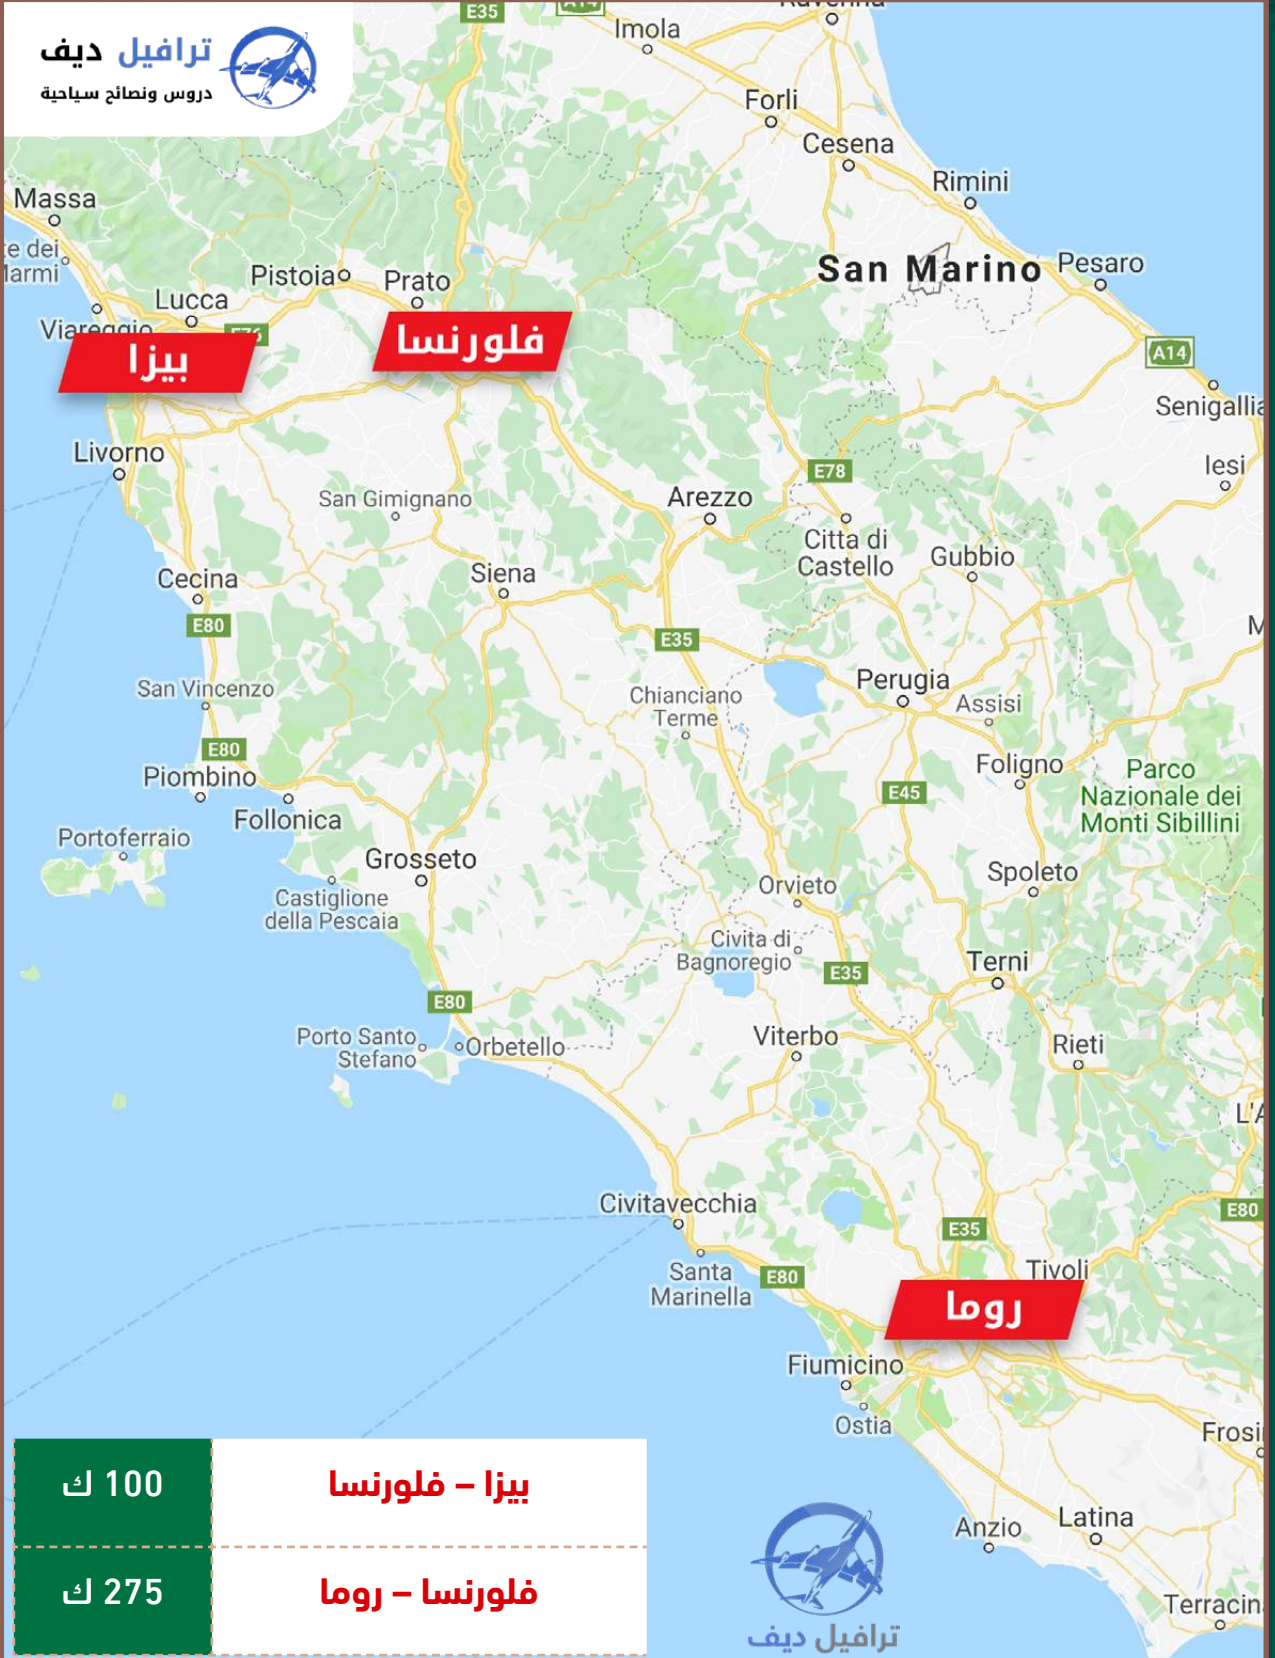 ترافيل ديف
دروس ونصائح سياحية
E35
A14
Imola
Forli
Cesena
Rimini
Massa
San Marino
Pesaro
Pistoia
Prato
Lucca
Viareggio
E76
فلورنسا
بيزا
A14
Senigallia
Livorno
Iesi
E78
San Gimignano
Arezzo
Citta di
Castello
Gubbio
Siena
Cecina
E80
E35
San Vincenzo
Chianciano
Terme
Perugia
Assisi
E80
Piombino
Foligno
Parco
Nazionale dei
Monti Sibillini
E45
Follonica
Portoferraio
Grosseto
Spoleto
Castiglione
della Pescaia
Orvieto
Civita di
Bagnoregio
E35
Terni
E80
Porto Santo
Stefano
Orbetello
Viterbo
Rieti
L'A
Civitavecchia
E80
E35
Santa
Marinella
E80
Tivoli
روما
Fiumicino
Ostia
Frosi
Anzio
Latina
Terracin
بيزا – فلورنسا
100 ك
فلورنسا – روما
275 ك
ترافيل ديف